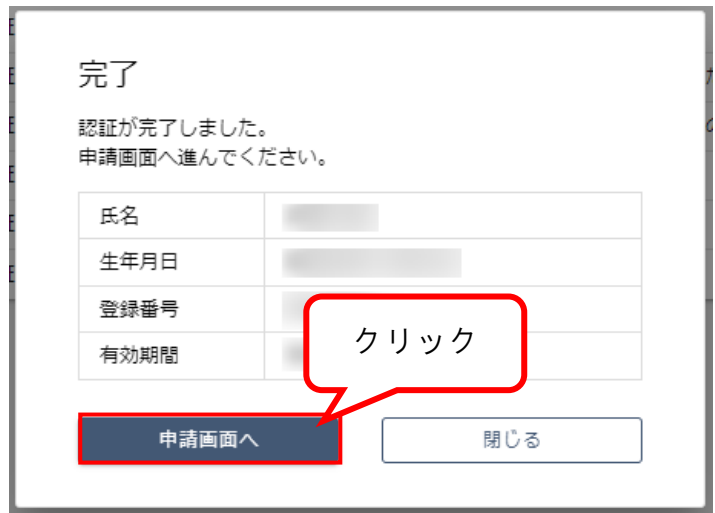 完了
認証が完了しました。
申請画面へ進んでください。
氏名
生年月日
登録番号
有効期間
クリック
申請画面へ
閉じる